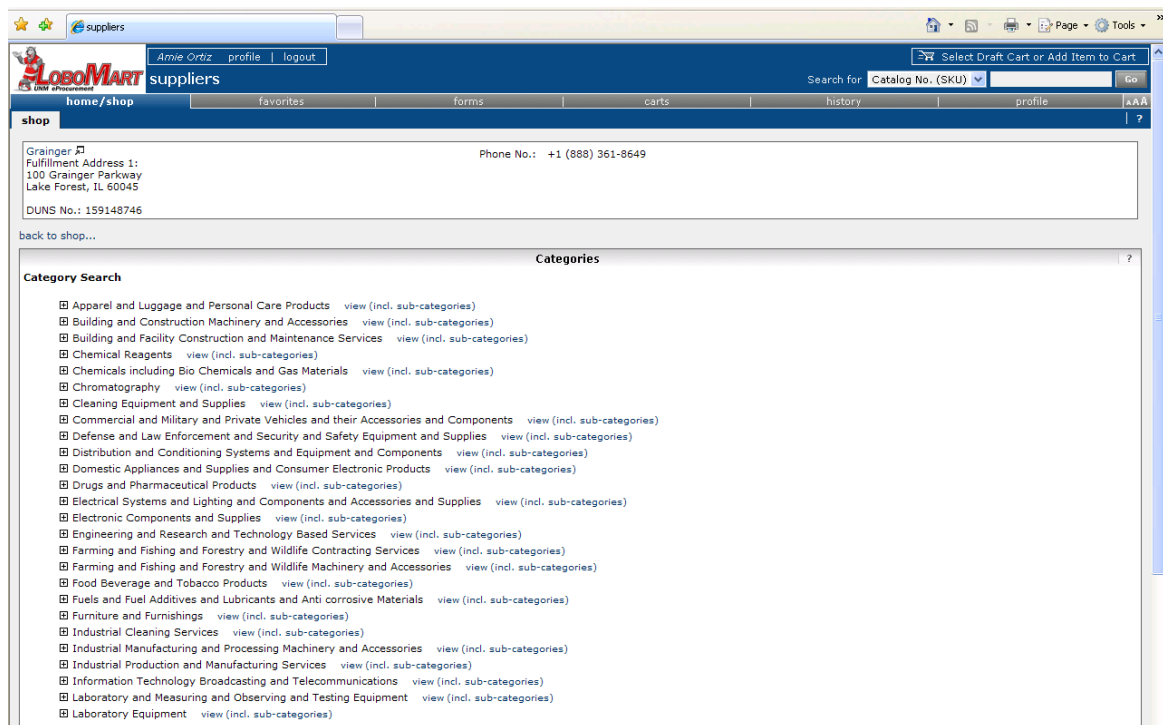 suppliers
Page
Tools
»
Amie Ortiz profile | logout
Select Draft Cart or Add Item to Cart
LOBOMART
UNM eProcurement
suppliers
Search for Catalog No. (SKU) Go
home/shop favorites | forms | carts | history | profile AAA
shop | ?
Grainger
Phone No.: +1 (888) 361-8649
Fulfillment Address 1:
100 Grainger Parkway
Lake Forest, IL 60045
DUNS No.: 159148746
back to shop...
Categories ?
Category Search
Apparel and Luggage and Personal Care Products view (incl. sub-categories)
Building and Construction Machinery and Accessories view (incl. sub-categories)
Building and Facility Construction and Maintenance Services view (incl. sub-categories)
Chemical Reagents view (incl. sub-categories)
Chemicals including Bio Chemicals and Gas Materials view (incl. sub-categories)
Chromatography view (incl. sub-categories)
Cleaning Equipment and Supplies view (incl. sub-categories)
Commercial and Military and Private Vehicles and their Accessories and Components view (incl. sub-categories)
Defense and Law Enforcement and Security and Safety Equipment and Supplies view (incl. sub-categories)
Distribution and Conditioning Systems and Equipment and Components view (incl. sub-categories)
Domestic Appliances and Supplies and Consumer Electronic Products view (incl. sub-categories)
Drugs and Pharmaceutical Products view (incl. sub-categories)
Electrical Systems and Lighting and Components and Accessories and Supplies view (incl. sub-categories)
Electronic Components and Supplies view (incl. sub-categories)
Engineering and Research and Technology Based Services view (incl. sub-categories)
Farming and Fishing and Forestry and Wildlife Contracting Services view (incl. sub-categories)
Farming and Fishing and Forestry and Wildlife Machinery and Accessories view (incl. sub-categories)
Food Beverage and Tobacco Products view (incl. sub-categories)
Fuels and Fuel Additives and Lubricants and Anti corrosive Materials view (incl. sub-categories)
Furniture and Furnishings view (incl. sub-categories)
Industrial Cleaning Services view (incl. sub-categories)
Industrial Manufacturing and Processing Machinery and Accessories view (incl. sub-categories)
Industrial Production and Manufacturing Services view (incl. sub-categories)
Information Technology Broadcasting and Telecommunications view (incl. sub-categories)
Laboratory and Measuring and Observing and Testing Equipment view (incl. sub-categories)
Laboratory Equipment view (incl. sub-categories)